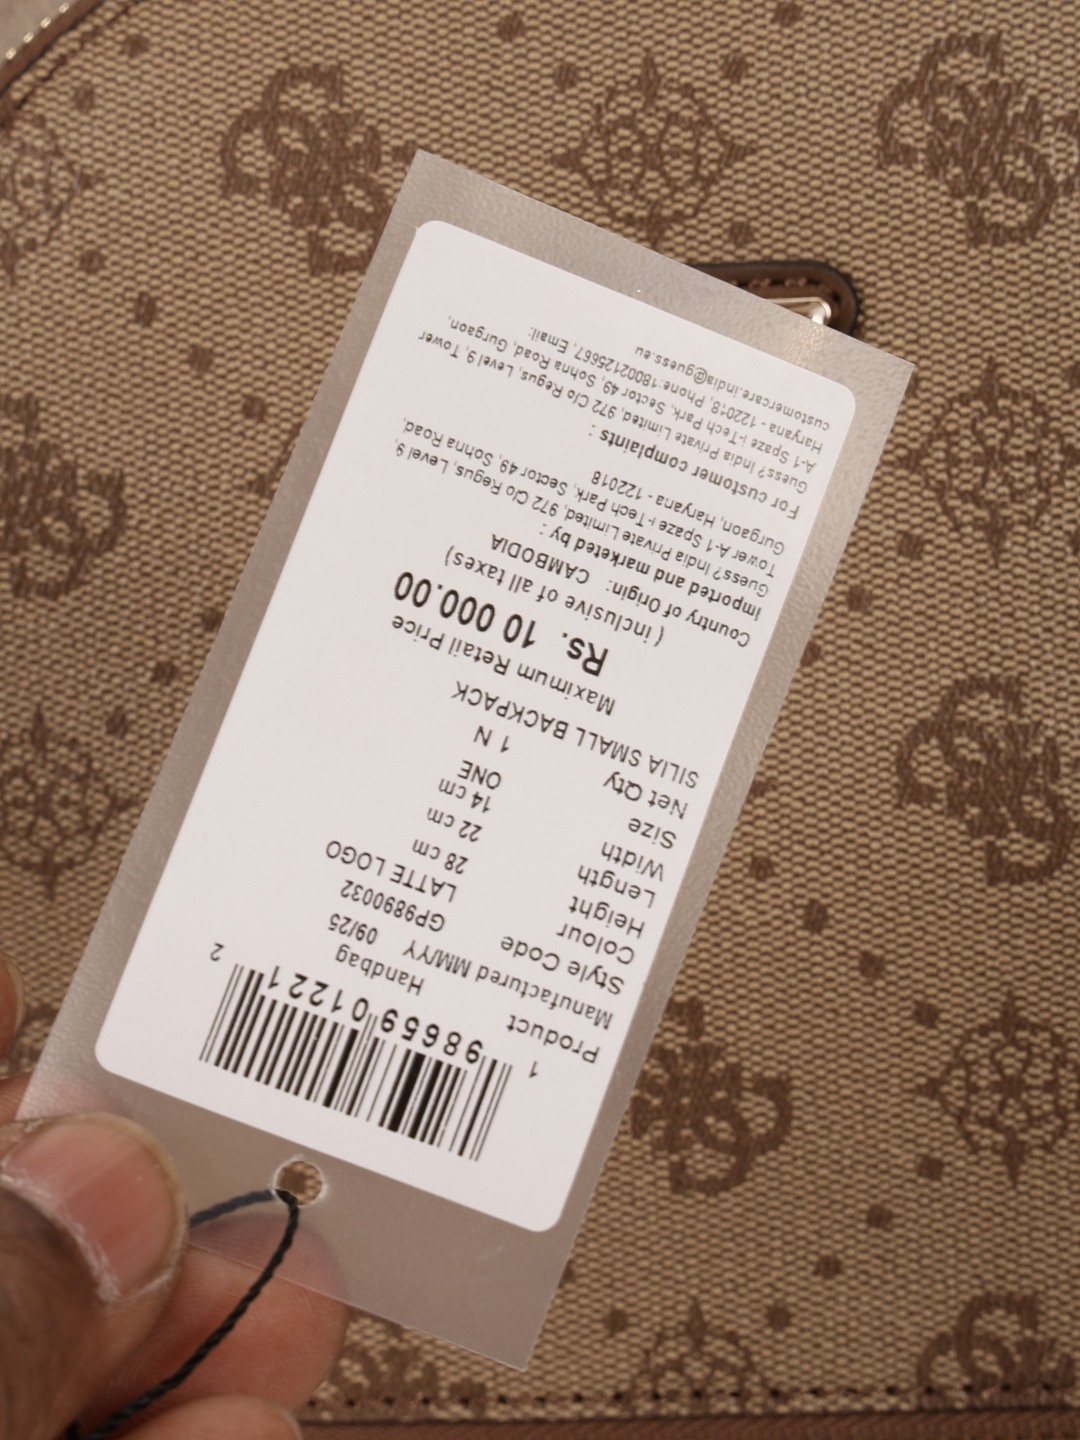 1 98659 01221 2
Product Handbag
Manufactured MM/YY 09/25
Style Code GP9890032
Colour LATTE LOGO
Height 28 cm
Length 22 cm
Width 14 cm
Size ONE
Net Qty 1 N
SILIA SMALL BACKPACK
Maximum Retail Price
Rs. 10 000.00
( inclusive of all taxes)
Country of Origin: CAMBODIA
Imported and marketed by :
Guess? India Private Limited, 972 C/o Regus, Level 9,
Tower A-1 Spaze i-Tech Park, Sector 49, Sohna Road,
Gurgaon, Haryana - 122018
For customer complaints :
Guess? India Private Limited, 972 C/o Regus, Level 9, Tower
A-1 Spaze i-Tech Park, Sector 49, Sohna Road, Gurgaon,
Haryana - 122018, Phone:18002125667, Email:
customercare.india@guess.eu